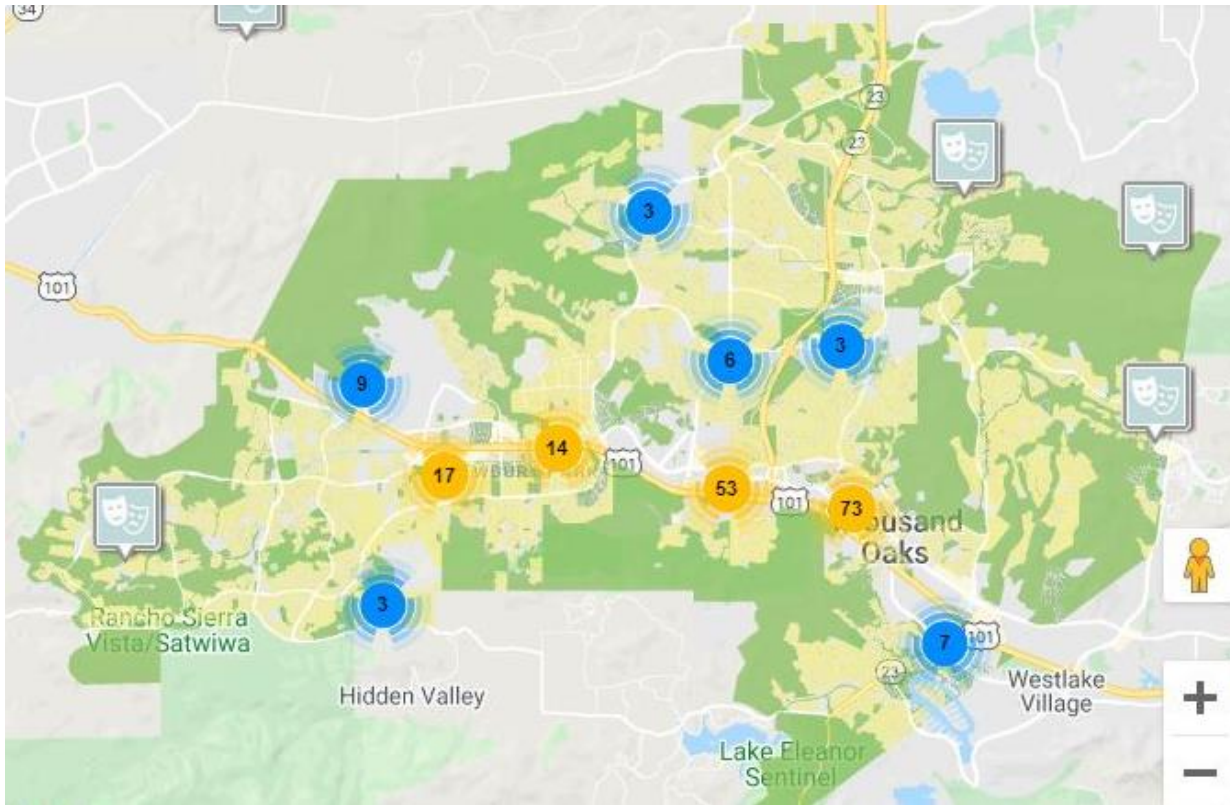 34
23
23
3
101
6
3
9
14
17
101
53
101
73
Oaks
Rancho Sierra
Vista/Satwiwa
3
7
101
23
Hidden Valley
Westlake
Village
Lake Eleanor
Sentinel
+
−